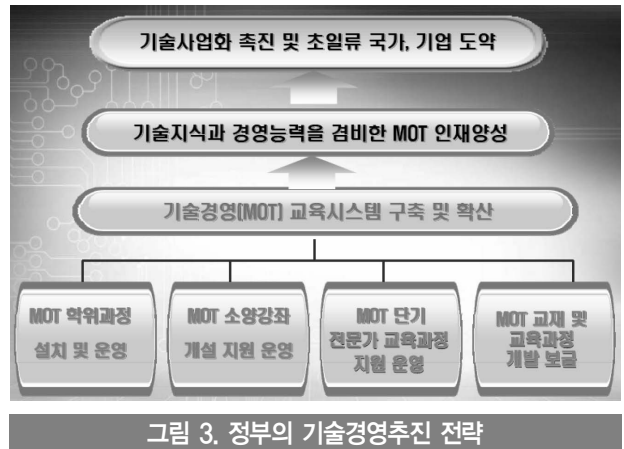 기술사업화 촉진 및 초일류 국가, 기업 도약
기술지식과 경영능력을 겸비한 MOT 인재양성
기술경영(MOT) 교육시스템 구축 및 확산
MOT 학위과정
설치 및 운영
MOT 소양강좌
개설 지원 운영
MOT 단기
전문가 교육과정
지원 운영
MOT 교재 및
교육과정
개발 보급
그림 3. 정부의 기술경영추진 전략